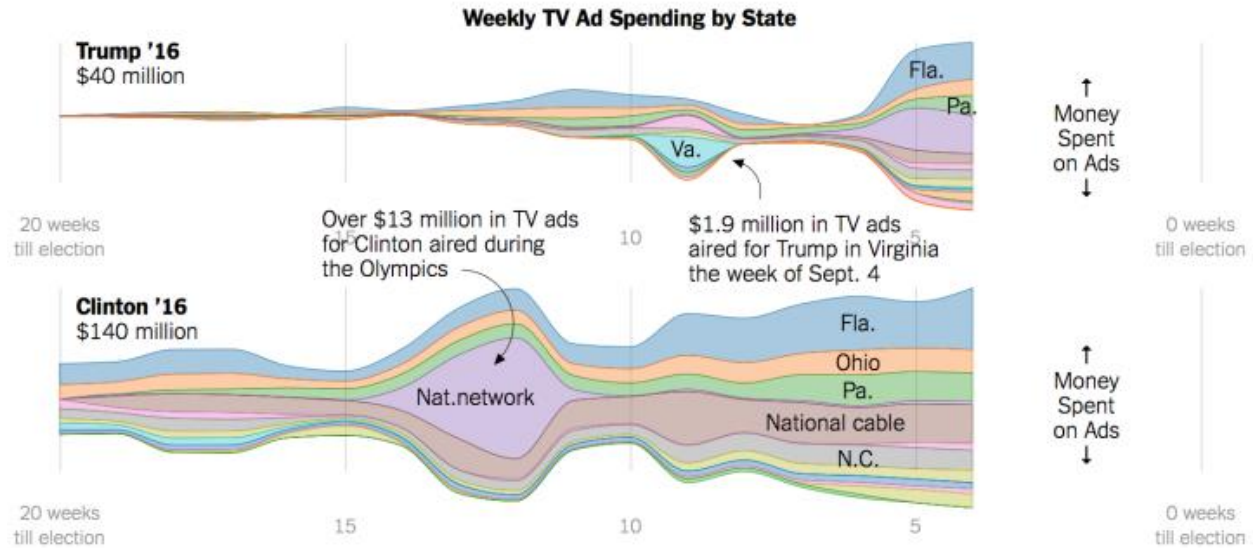 Weekly TV Ad Spending by State
Trump '16
$40 million
Fla.
Pa.
Va.
↑
Money
Spent
on Ads
↓
20 weeks
till election
15
10
5
0 weeks
till election
Over $13 million in TV ads
for Clinton aired during
the Olympics
$1.9 million in TV ads
aired for Trump in Virginia
the week of Sept. 4
Clinton '16
$140 million
Nat.network
Fla.
Ohio
Pa.
National cable
N.C.
↑
Money
Spent
on Ads
↓
20 weeks
till election
15
10
5
0 weeks
till election